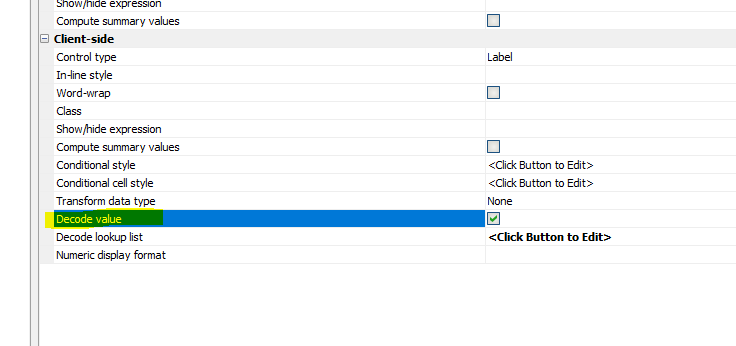 Show/hide expression
Compute summary values
Client-side
Control type Label
In-line style
Word-wrap
Class
Show/hide expression
Compute summary values
Conditional style <Click Button to Edit>
Conditional cell style <Click Button to Edit>
Transform data type None
Decode value
Decode lookup list <Click Button to Edit>
Numeric display format